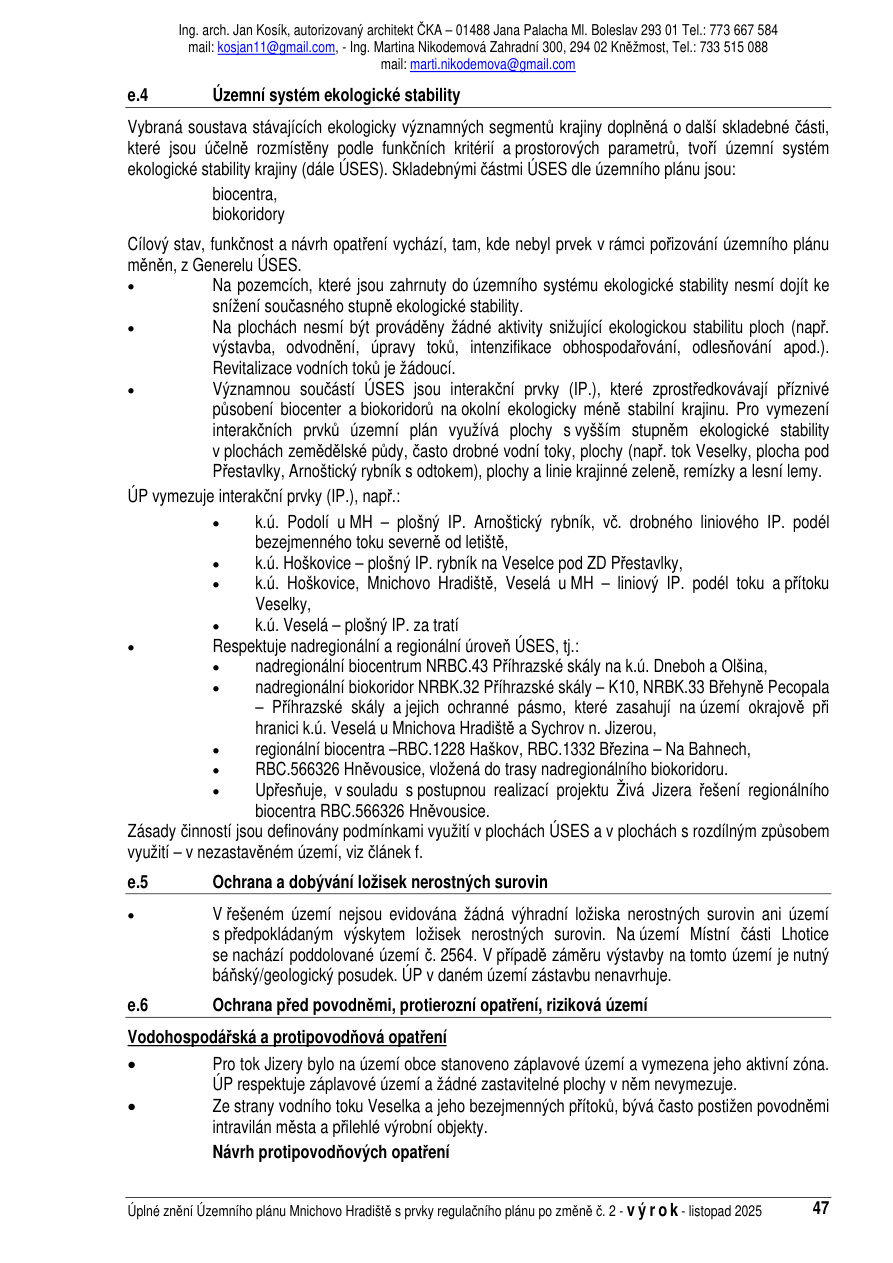 Ing. arch. Jan Kosík, autorizovaný architekt ČKA – 01488 Jana Palacha Ml. Boleslav 293 01 Tel.: 773 667 584
mail: kosjan11@gmail.com, - Ing. Martina Nikodemová Zahradní 300, 294 02 Kněžmost, Tel.: 733 515 088
mail: marti.nikodemova@gmail.com
e.4 Územní systém ekologické stability
Vybraná soustava stávajících ekologicky významných segmentů krajiny doplněná o další skladebné části,
které jsou účelně rozmístěny podle funkčních kritérií a prostorových parametrů, tvoří územní systém
ekologické stability krajiny (dále ÚSES). Skladebnými částmi ÚSES dle územního plánu jsou:
biocentra,
biokoridory
Cílový stav, funkčnost a návrh opatření vychází, tam, kde nebyl prvek v rámci pořizování územního plánu
měněn, z Generelu ÚSES.
• Na pozemcích, které jsou zahrnuty do územního systému ekologické stability nesmí dojít ke
snížení současného stupně ekologické stability.
• Na plochách nesmí být prováděny žádné aktivity snižující ekologickou stabilitu ploch (např.
výstavba, odvodnění, úpravy toků, intenzifikace obhospodařování, odlesňování apod.).
Revitalizace vodních toků je žádoucí.
• Významnou součástí ÚSES jsou interakční prvky (IP.), které zprostředkovávají příznivé
působení biocenter a biokoridorů na okolní ekologicky méně stabilní krajinu. Pro vymezení
interakčních prvků územní plán využívá plochy s vyšším stupněm ekologické stability
v plochách zemědělské půdy, často drobné vodní toky, plochy (např. tok Veselky, plocha pod
Přestavlky, Arnoštický rybník s odtokem), plochy a linie krajinné zeleně, remízky a lesní lemy.
ÚP vymezuje interakční prvky (IP.), např.:
• k.ú. Podolí u MH – plošný IP. Arnoštický rybník, vč. drobného liniového IP. podél
bezejmenného toku severně od letiště,
• k.ú. Hoškovice – plošný IP. rybník na Veselce pod ZD Přestavlky,
• k.ú. Hoškovice, Mnichovo Hradiště, Veselá u MH – liniový IP. podél toku a přítoku
Veselky,
• k.ú. Veselá – plošný IP. za tratí
• Respektuje nadregionální a regionální úroveň ÚSES, tj.:
• nadregionální biocentrum NRBC.43 Příhrazské skály na k.ú. Dneboh a Olšina,
• nadregionální biokoridor NRBK.32 Příhrazské skály – K10, NRBK.33 Břehyně Pecopala
– Příhrazské skály a jejich ochranné pásmo, které zasahují na území okrajově při
hranici k.ú. Veselá u Mnichova Hradiště a Sychrov n. Jizerou,
• regionální biocentra –RBC.1228 Haškov, RBC.1332 Březina – Na Bahnech,
• RBC.566326 Hněvousice, vložená do trasy nadregionálního biokoridoru.
• Upřesňuje, v souladu s postupnou realizací projektu Živá Jizera řešení regionálního
biocentra RBC.566326 Hněvousice.
Zásady činností jsou definovány podmínkami využití v plochách ÚSES a v plochách s rozdílným způsobem
využití – v nezastavěném území, viz článek f.
e.5 Ochrana a dobývání ložisek nerostných surovin
• V řešeném území nejsou evidována žádná výhradní ložiska nerostných surovin ani území
s předpokládaným výskytem ložisek nerostných surovin. Na území Místní části Lhotice
se nachází poddolované území č. 2564. V případě záměru výstavby na tomto území je nutný
báňský/geologický posudek. ÚP v daném území zástavbu nenavrhuje.
e.6 Ochrana před povodněmi, protierozní opatření, riziková území
Vodohospodářská a protipovodňová opatření
• Pro tok Jizery bylo na území obce stanoveno záplavové území a vymezena jeho aktivní zóna.
ÚP respektuje záplavové území a žádné zastavitelné plochy v něm nevymezuje.
• Ze strany vodního toku Veselka a jeho bezejmenných přítoků, bývá často postižen povodněmi
intravilán města a přilehlé výrobní objekty.
Návrh protipovodňových opatření
Úplné znění Územního plánu Mnichovo Hradiště s prvky regulačního plánu po změně č. 2 - v ý r o k - listopad 2025 47